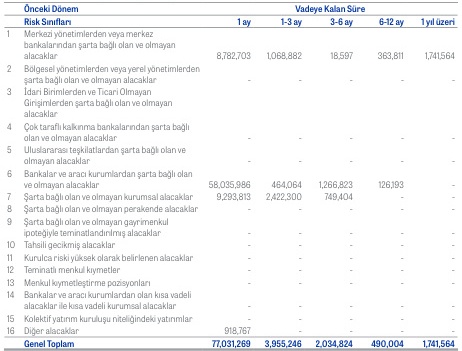 Önceki Dönem Vadeye Kalan Süre
Risk Sınıfları 1 ay 1-3 ay 3-6 ay 6-12 ay 1 yıl üzeri
1 Merkezi yönetimlerden veya merkez
bankalarından şarta bağlı olan ve olmayan
alacaklar 8,782,703 1,068,882 18,597 363,811 1,741,564
2 Bölgesel yönetimlerden veya yerel yönetimlerden
şarta bağlı olan ve olmayan alacaklar - - - - -
3 İdari Birimlerden ve Ticari Olmayan
Girişimlerden şarta bağlı olan ve olmayan
alacaklar
4 Çok taraflı kalkınma bankalarından şarta bağlı
olan ve olmayan alacaklar - - - - -
5 Uluslararası teşkilatlardan şarta bağlı olan ve
olmayan alacaklar - - - - -
6 Bankalar ve aracı kurumlardan şarta bağlı olan
ve olmayan alacaklar 58,035,986 464,064 1,266,823 126,193 -
7 Şarta bağlı olan ve olmayan kurumsal alacaklar 9,293,813 2,422,300 749,404 - -
8 Şarta bağlı olan ve olmayan perakende alacaklar - - - - -
9 Şarta bağlı olan ve olmayan gayrimenkul
ipoteğiyle teminatlandırılmış alacaklar - - - - -
10 Tahsili gecikmiş alacaklar - - - - -
11 Kurulca riski yüksek olarak belirlenen alacaklar - - - - -
12 Teminatlı menkul kıymetler - - - - -
13 Menkul kıymetleştirme pozisyonları - - - - -
14 Bankalar ve aracı kurumlardan olan kısa vadeli
alacaklar ile kısa vadeli kurumsal alacaklar - - - - -
15 Kolektif yatırım kuruluşu niteliğindeki yatırımlar - - - - -
16 Diğer alacaklar 918,767 - - - -
Genel Toplam 77,031,269 3,955,246 2,034,824 490,004 1,741,564